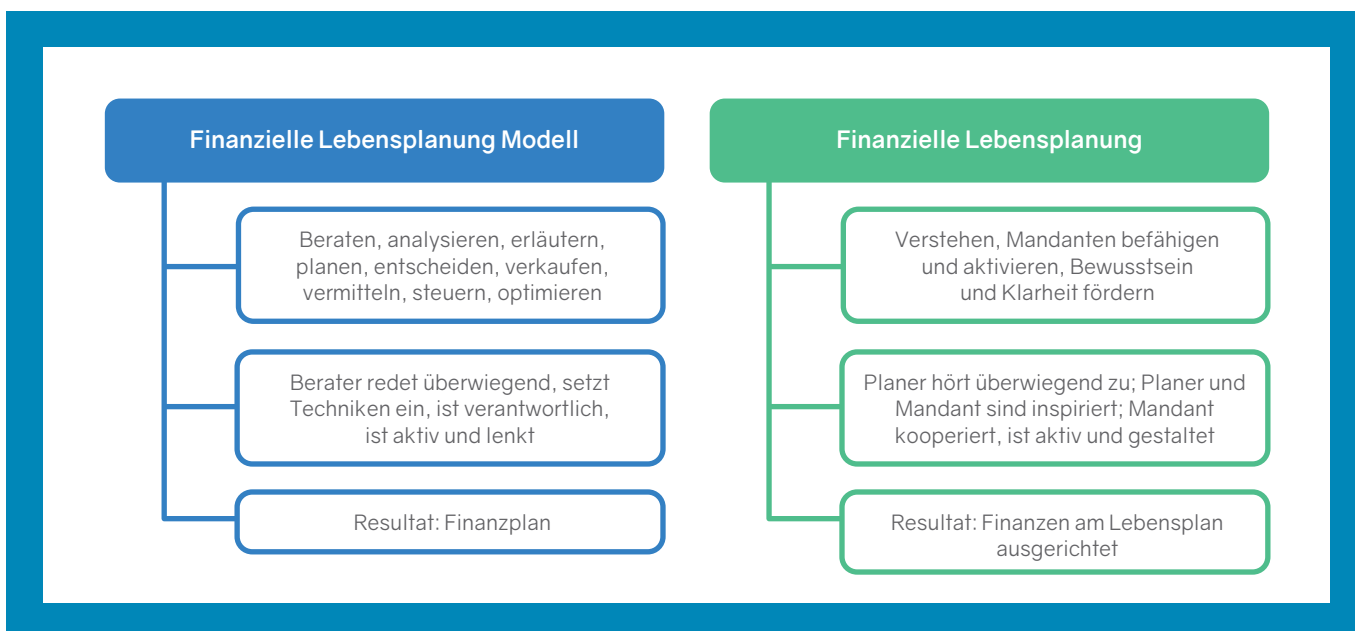 Finanzielle Lebensplanung Modell
Beraten, analysieren, erläutern,
planen, entscheiden, verkaufen,
vermitteln, steuern, optimieren
Berater redet überwiegend, setzt
Techniken ein, ist verantwortlich,
ist aktiv und lenkt
Resultat: Finanzplan
Finanzielle Lebensplanung
Verstehen, Mandanten befähigen
und aktivieren, Bewusstsein
und Klarheit fördern
Planer hört überwiegend zu; Planer und
Mandant sind inspiriert; Mandant
kooperiert, ist aktiv und gestaltet
Resultat: Finanzen am Lebensplan
ausgerichtet